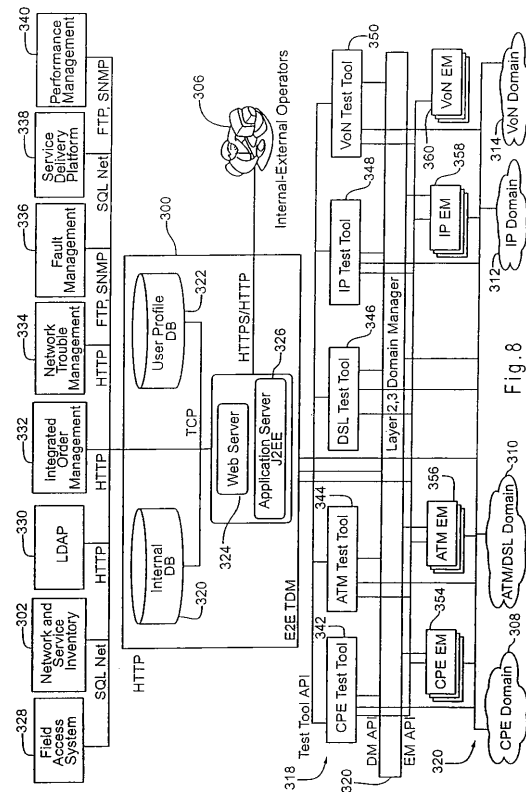 328
302
330
332
334
336
338
340
Field
Access
System
Network and
Service
Inventory
LDAP
Integrated
Order
Management
Network
Trouble
Management
Fault
Management
Service
Delivery
Platform
Performance
Management
SQL Net
HTTP
HTTP
HTTP
FTP, SNMP
SQL Net
FTP, SNMP
HTTP
300
306
Internal
DB
320
User Profile
DB
322
TCP
Web Server
324
Application Server
J2EE
326
HTTPS/HTTP
Internal-External Operators
E2E TDM
Test Tool API
318
342
344
346
348
350
CPE Test Tool
ATM Test Tool
DSL Test Tool
IP Test Tool
VoN Test Tool
DM API
Layer 2,3 Domain Manager
320
EM API
354
356
358
360
CPE EM
ATM EM
IP EM
VoN EM
320
308
310
312
314
CPE Domain
ATM/DSL Domain
IP Domain
VoN Domain
Fig. 8